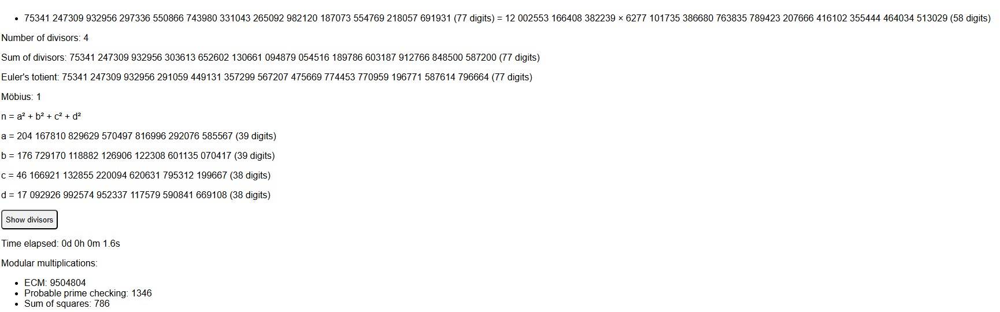 • 75341 247309 932956 297336 550866 743980 331043 265092 982120 187073 554769 218057 691931 (77 digits) = 12 002553 166408 382239 × 6277 101735 386680 763835 789423 207666 416102 355444 464034 513029 (58 digits)
Number of divisors: 4
Sum of divisors: 75341 247309 932956 303613 652602 130661 094879 054516 189786 603187 912766 848500 587200 (77 digits)
Euler's totient: 75341 247309 932956 291059 449131 357299 567207 475669 774453 770959 196771 587614 796664 (77 digits)
Möbius: 1
n = a² + b² + c² + d²
a = 204 167810 829629 570497 816996 292076 585567 (39 digits)
b = 176 729170 118882 126906 122308 601135 070417 (39 digits)
c = 46 166921 132855 220094 620631 795312 199667 (38 digits)
d = 17 092926 992574 952337 117579 590841 669108 (38 digits)
Show divisors
Time elapsed: 0d 0h 0m 1.6s
Modular multiplications:
• ECM: 9504804
• Probable prime checking: 1346
• Sum of squares: 786